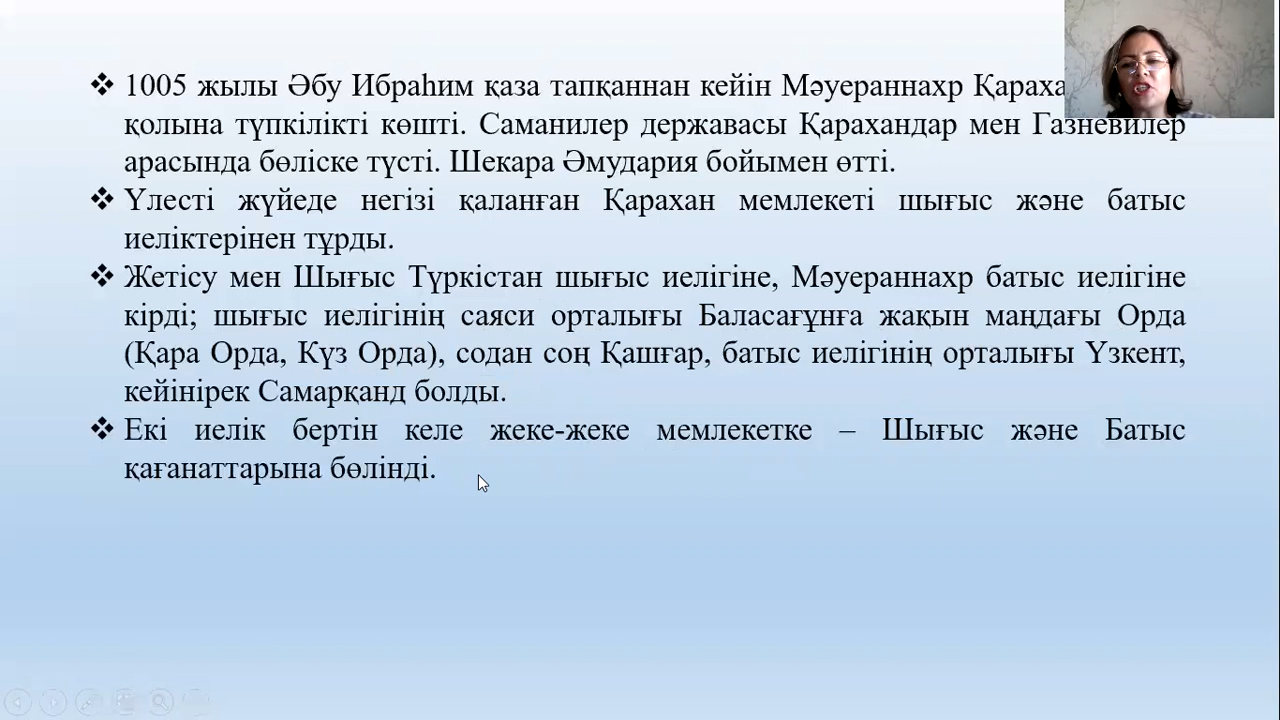 ❖ 1005 жылы Әбу Ибраһим қаза тапқаннан кейін Мәуераннахр
қолына түпкілікті көшті. Саманилер державасы Қарахандар мен Газневилер
арасында бөліске түсті. Шекара Әмудария бойымен өтті.
❖ Үлесті жүйеде негізі қаланған Қарахан мемлекеті шығыс және батыс
иеліктерінен тұрды.
❖ Жетісу мен Шығыс Түркістан шығыс иелігіне, Мәуераннахр батыс иелігіне
кірді; шығыс иелігінің саяси орталығы Баласағұнға жақын маңдағы Орда
(Қара Орда, Күз Орда), содан соң Қашғар, батыс иелігінің орталығы Үзкент,
кейінірек Самарқанд болды.
❖ Екі иелік бертін келе жеке-жеке мемлекетке – Шығыс және Батыс
қағанаттарына бөлінді.